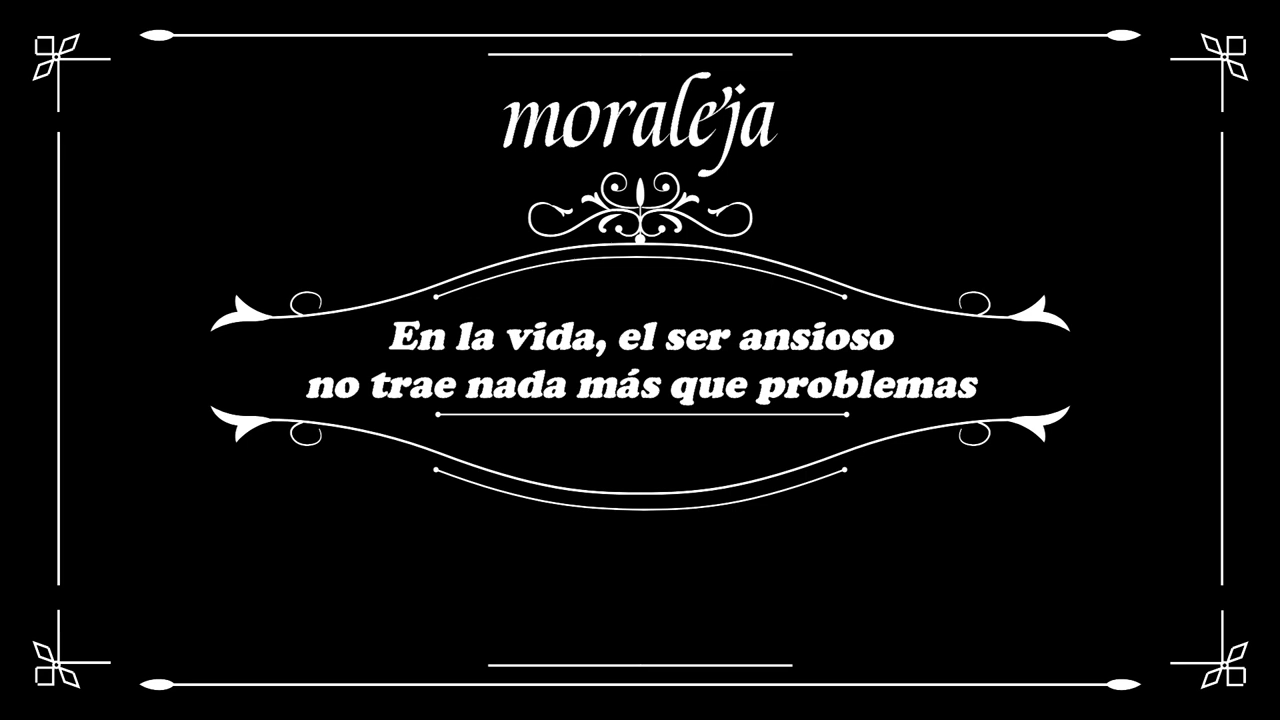 moraleja
En la vida, el ser ansioso
no trae nada más que problemas